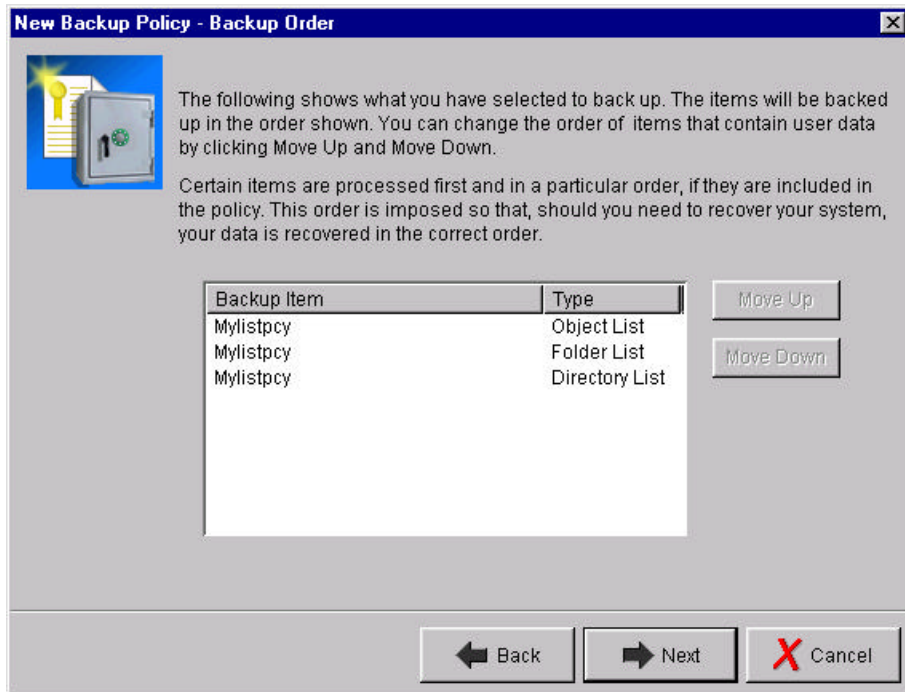 New Backup Policy - Backup Order
The following shows what you have selected to back up. The items will be backed
up in the order shown. You can change the order of items that contain user data
by clicking Move Up and Move Down.
Certain items are processed first and in a particular order, if they are included in
the policy. This order is imposed so that, should you need to recover your system,
your data is recovered in the correct order.
Backup Item Type
Mylistpcy Object List
Mylistpcy Folder List
Mylistpcy Directory List
Move Up
Move Down
Back Next Cancel